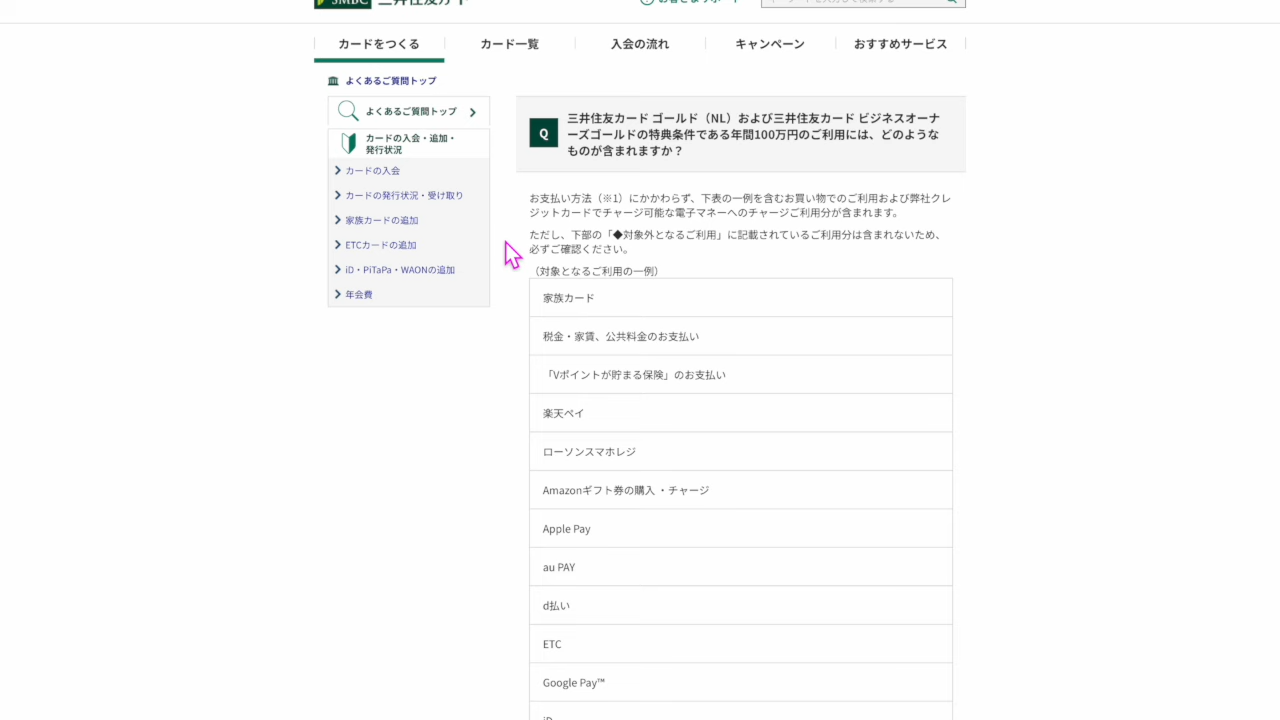 SMBC 三井住友カード
カードをつくる
カード一覧
入会の流れ
キャンペーン
おすすめサービス
よくあるご質問トップ
よくあるご質問トップ
カードの入会・追加・
発行状況
カードの入会
カードの発行状況・受け取り
家族カードの追加
ETCカードの追加
iD・PiTaPa・WAONの追加
年会費
Q
三井住友カード ゴールド（NL）および三井住友カード ビジネスオーナ
ーズゴールドの特典条件である年間100万円のご利用には、どのような
ものが含まれますか？
お支払い方法（※1）にかかわらず、下表の一例を含むお買い物でのご利用および弊社クレ
ジットカードでチャージ可能な電子マネーへのチャージご利用分が含まれます。
ただし、下部の「◆対象外となるご利用」に記載されているご利用分は含まれないため、
必ずご確認ください。
（対象となるご利用の一例）
家族カード
税金・家賃、公共料金のお支払い
「Vポイントが貯まる保険」のお支払い
楽天ペイ
ローソンスマホレジ
Amazonギフト券の購入 ・チャージ
Apple Pay
au PAY
d払い
ETC
Google Pay™